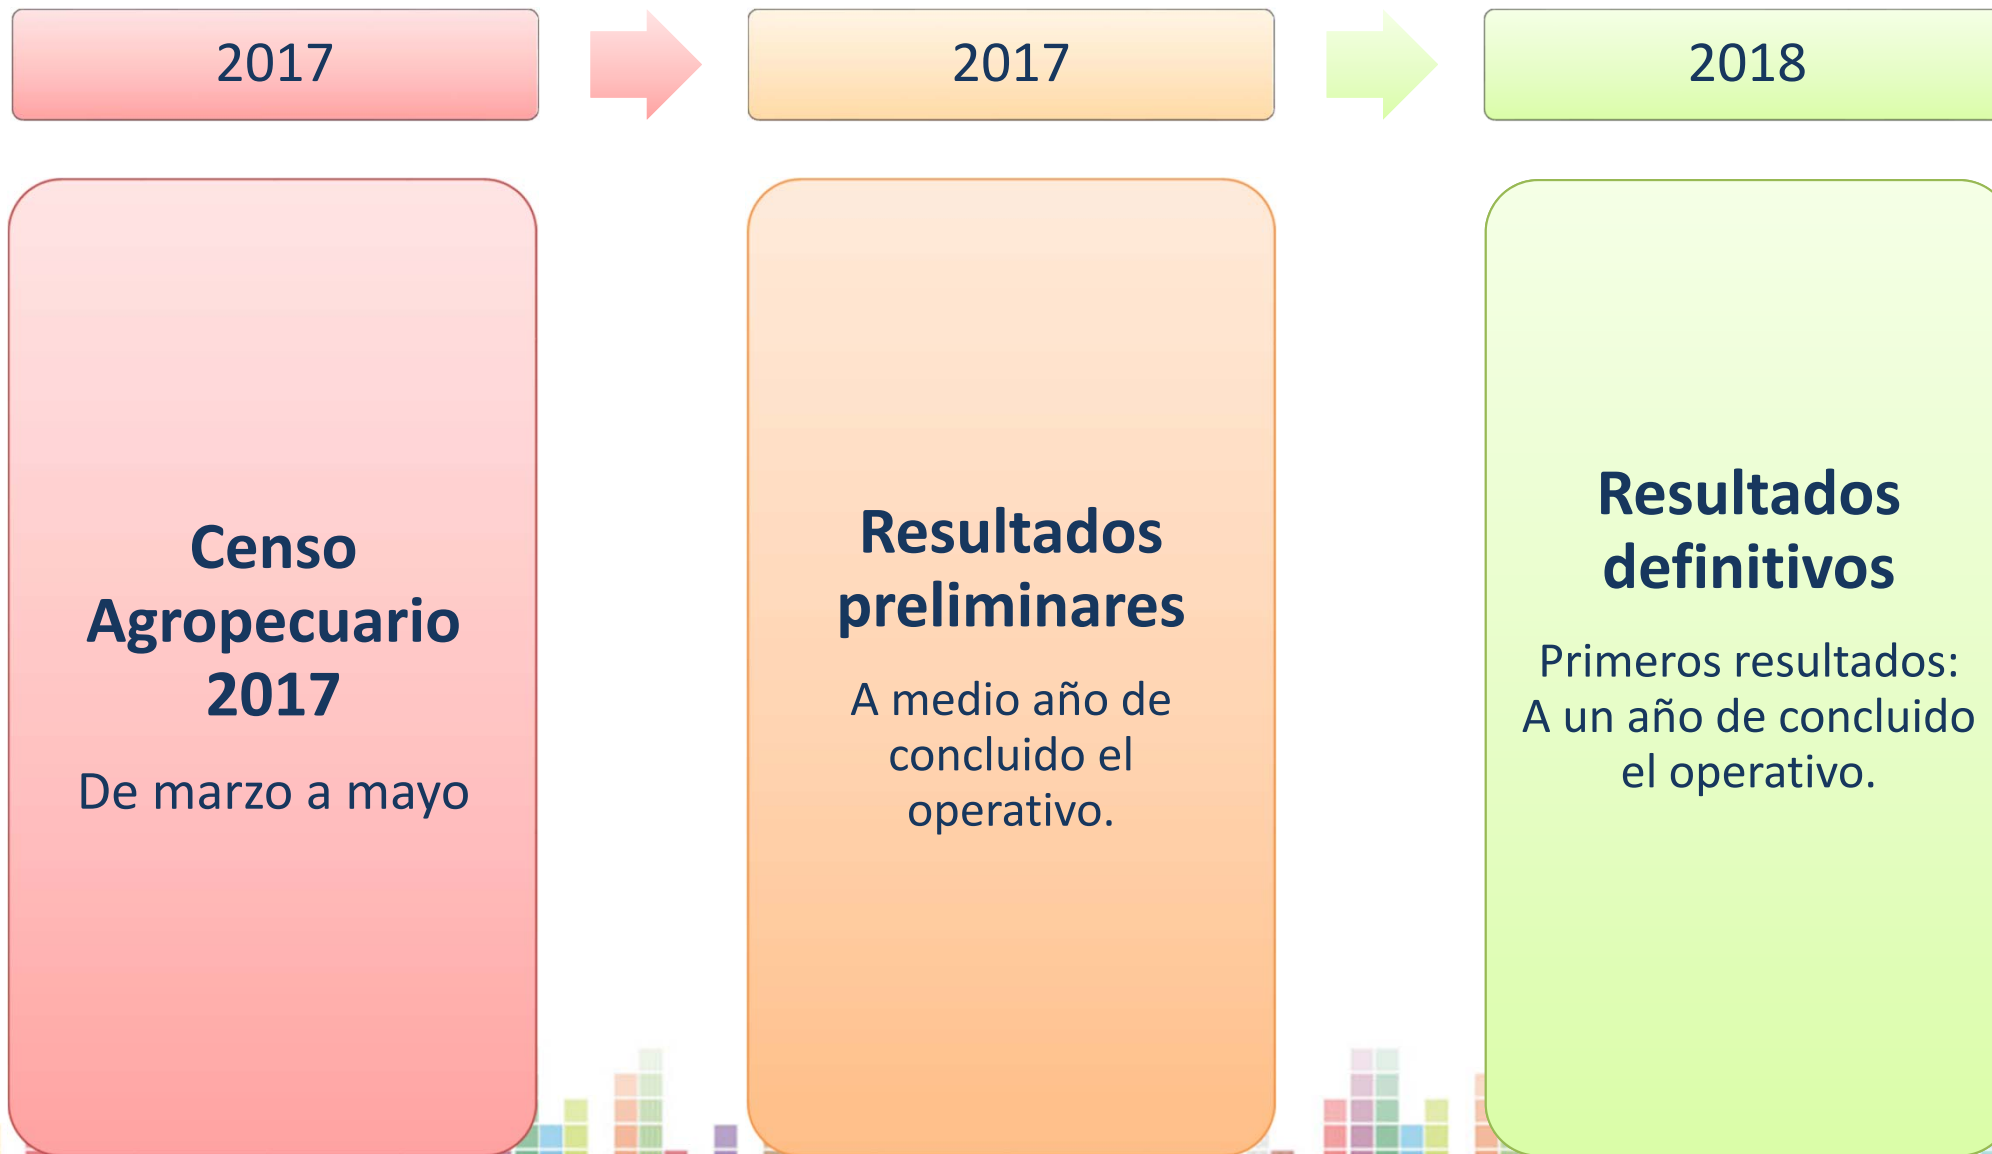 2017
2017
2018
Censo
Agropecuario
2017
De marzo a mayo
Resultados
preliminares
A medio año de
concluido el
operativo.
Resultados
definitivos
Primeros resultados:
A un año de concluido
el operativo.